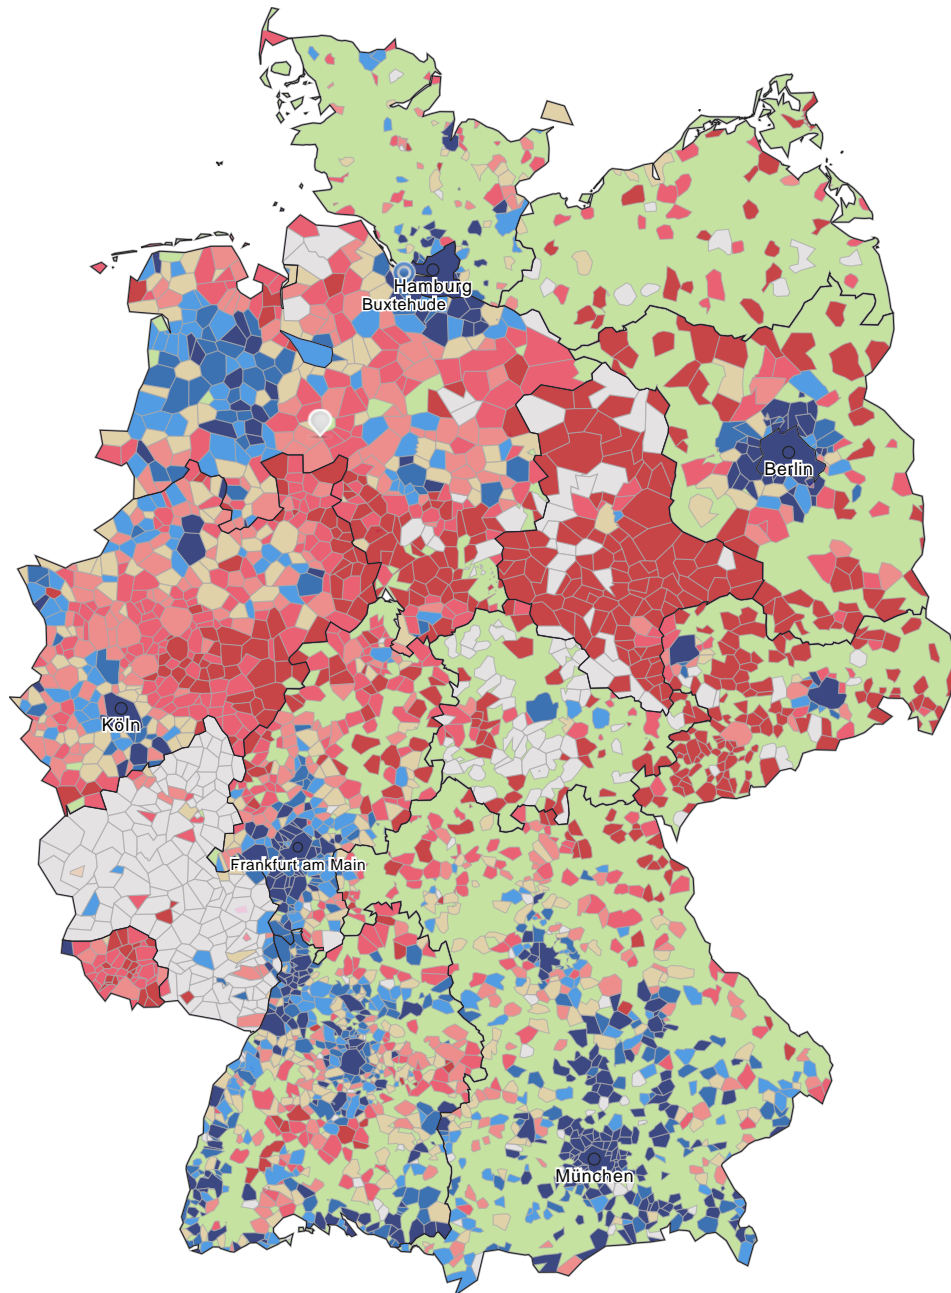 Hamburg
Buxtehude
Berlin
Köln
Frankfurt am Main
München